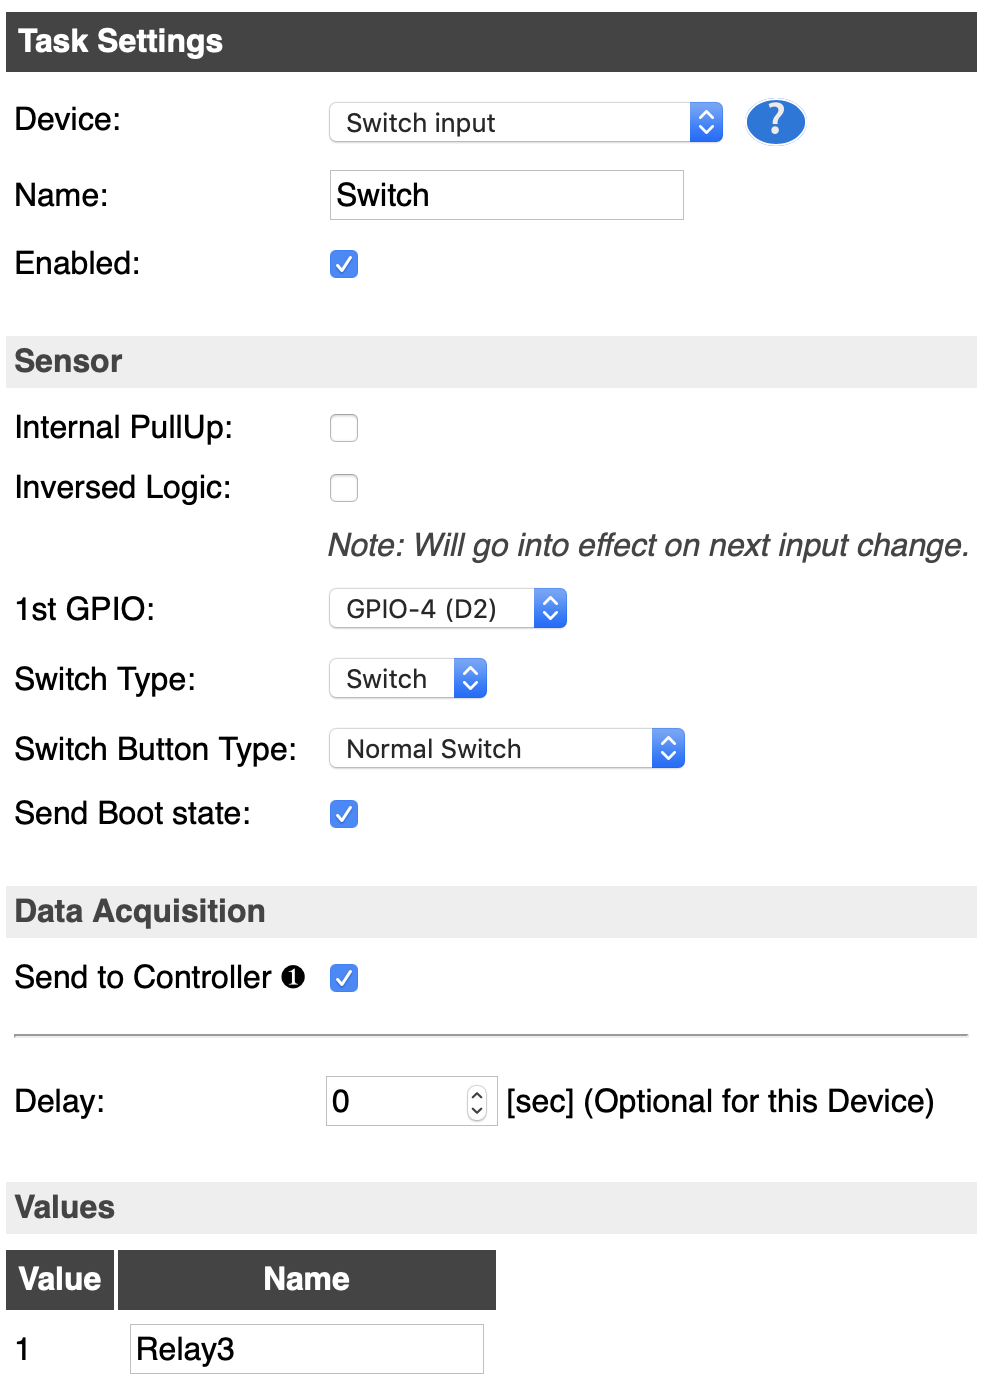 Task Settings
Device: Switch input ?
Name: Switch
Enabled:
Sensor
Internal PullUp:
Inversed Logic:
Note: Will go into effect on next input change.
1st GPIO: GPIO-4 (D2)
Switch Type: Switch
Switch Button Type: Normal Switch
Send Boot state:
Data Acquisition
Send to Controller ❶
Delay: 0 [sec] (Optional for this Device)
Values
Value Name
1 Relay3